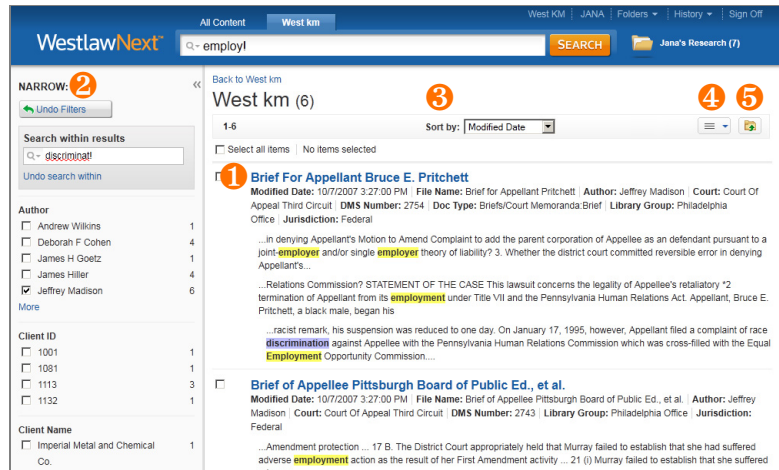 West KM | JANA | Folders | History | Sign Off
All Content West km
WestlawNext™ employ! SEARCH Jana's Research (7)
NARROW: 2 «
Undo Filters
Search within results
discriminat!
Undo search within
Author
Andrew Wilkins 1
Deborah F Cohen 4
James H Goetz 1
James Hiller 4
Jeffrey Madison 6
More
Client ID
1001 1
1081 1
1113 3
1132 1
Client Name
Imperial Metal and Chemical 1
Co.
Back to West km
West km (6) 3 4 5
1-6 Sort by: Modified Date
Select all items | No items selected
1 Brief For Appellant Bruce E. Pritchett
Modified Date: 10/7/2007 3:27:00 PM | File Name: Brief for Appellant Pritchett | Author: Jeffrey Madison | Court: Court Of
Appeal Third Circuit | DMS Number: 2754 | Doc Type: Briefs/Court Memoranda:Brief | Library Group: Philadelphia
Office | Jurisdiction: Federal
...in denying Appellant's Motion to Amend Complaint to add the parent corporation of Appellee as an defendant pursuant to a
joint-employer and/or single employer theory of liability? 3. Whether the district court committed reversible error in denying
Appellant's...
...Relations Commission? STATEMENT OF THE CASE This lawsuit concerns the legality of Appellee's retaliatory *2
termination of Appellant from its employment under Title VII and the Pennsylvania Human Relations Act. Appellant, Bruce E.
Pritchett, a black male, began his
...racist remark, his suspension was reduced to one day. On January 17, 1995, however, Appellant filed a complaint of race
discrimination against Appellee with the Pennsylvania Human Relations Commission which was cross-filed with the Equal
Employment Opportunity Commission....
Brief of Appellee Pittsburgh Board of Public Ed., et al.
Modified Date: 10/7/2007 3:27:00 PM | File Name: Brief of Appellee Pittsburgh Board of Public Ed., et al. | Author: Jeffrey
Madison | Court: Court Of Appeal Third Circuit | DMS Number: 2743 | Library Group: Philadelphia Office | Jurisdiction:
Federal
...Amendment protection ... 17 B. The District Court appropriately held that Murray failed to establish that she had suffered
adverse employment action as the result of her First Amendment activity ... 21 (i) Murray failed to establish that she suffered